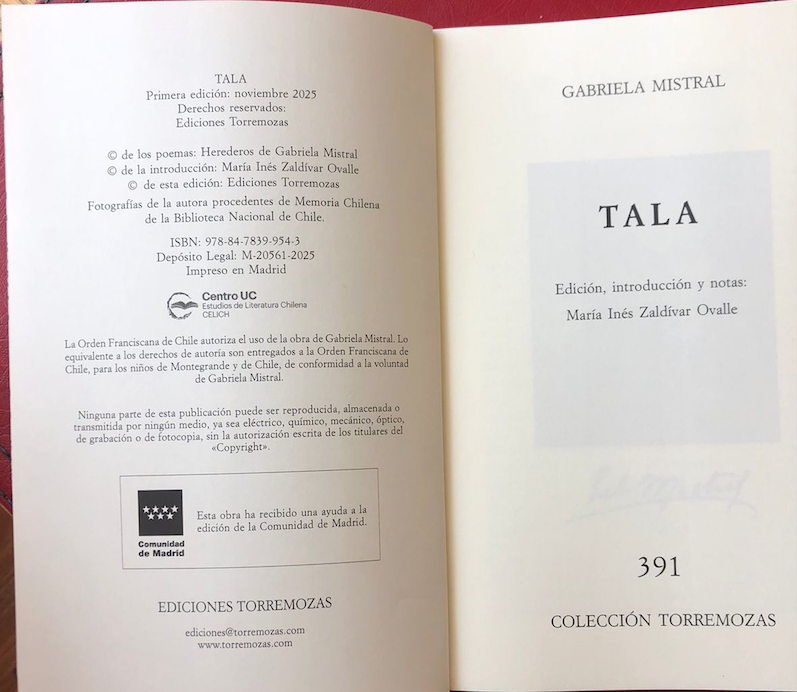 TALA
Primera edición: noviembre 2025
Derechos reservados:
Ediciones Torremozas
© de los poemas: Herederos de Gabriela Mistral
© de la introducción: María Inés Zaldívar Ovalle
© de esta edición: Ediciones Torremozas
Fotografías de la autora procedentes de Memoria Chilena
de la Biblioteca Nacional de Chile.
ISBN: 978-84-7839-954-3
Depósito Legal: M-20561-2025
Impreso en Madrid
Centro UC
Estudios de Literatura Chilena
CELICH
La Orden Franciscana de Chile autoriza el uso de la obra de Gabriela Mistral. Lo
equivalente a los derechos de autoría son entregados a la Orden Franciscana de
Chile, para los niños de Montegrande y de Chile, de conformidad a la voluntad
de Gabriela Mistral.
Ninguna parte de esta publicación puede ser reproducida, almacenada o
transmitida por ningún medio, ya sea eléctrico, químico, mecánico, óptico,
de grabación o de fotocopia, sin la autorización escrita de los titulares del
«Copyright».
Esta obra ha recibido una ayuda a la
edición de la Comunidad de Madrid.
Comunidad
de Madrid
EDICIONES TORREMOZAS
ediciones@torremozas.com
www.torremozas.com
GABRIELA MISTRAL
TALA
Edición, introducción y notas:
María Inés Zaldívar Ovalle
391
COLECCIÓN TORREMOZAS